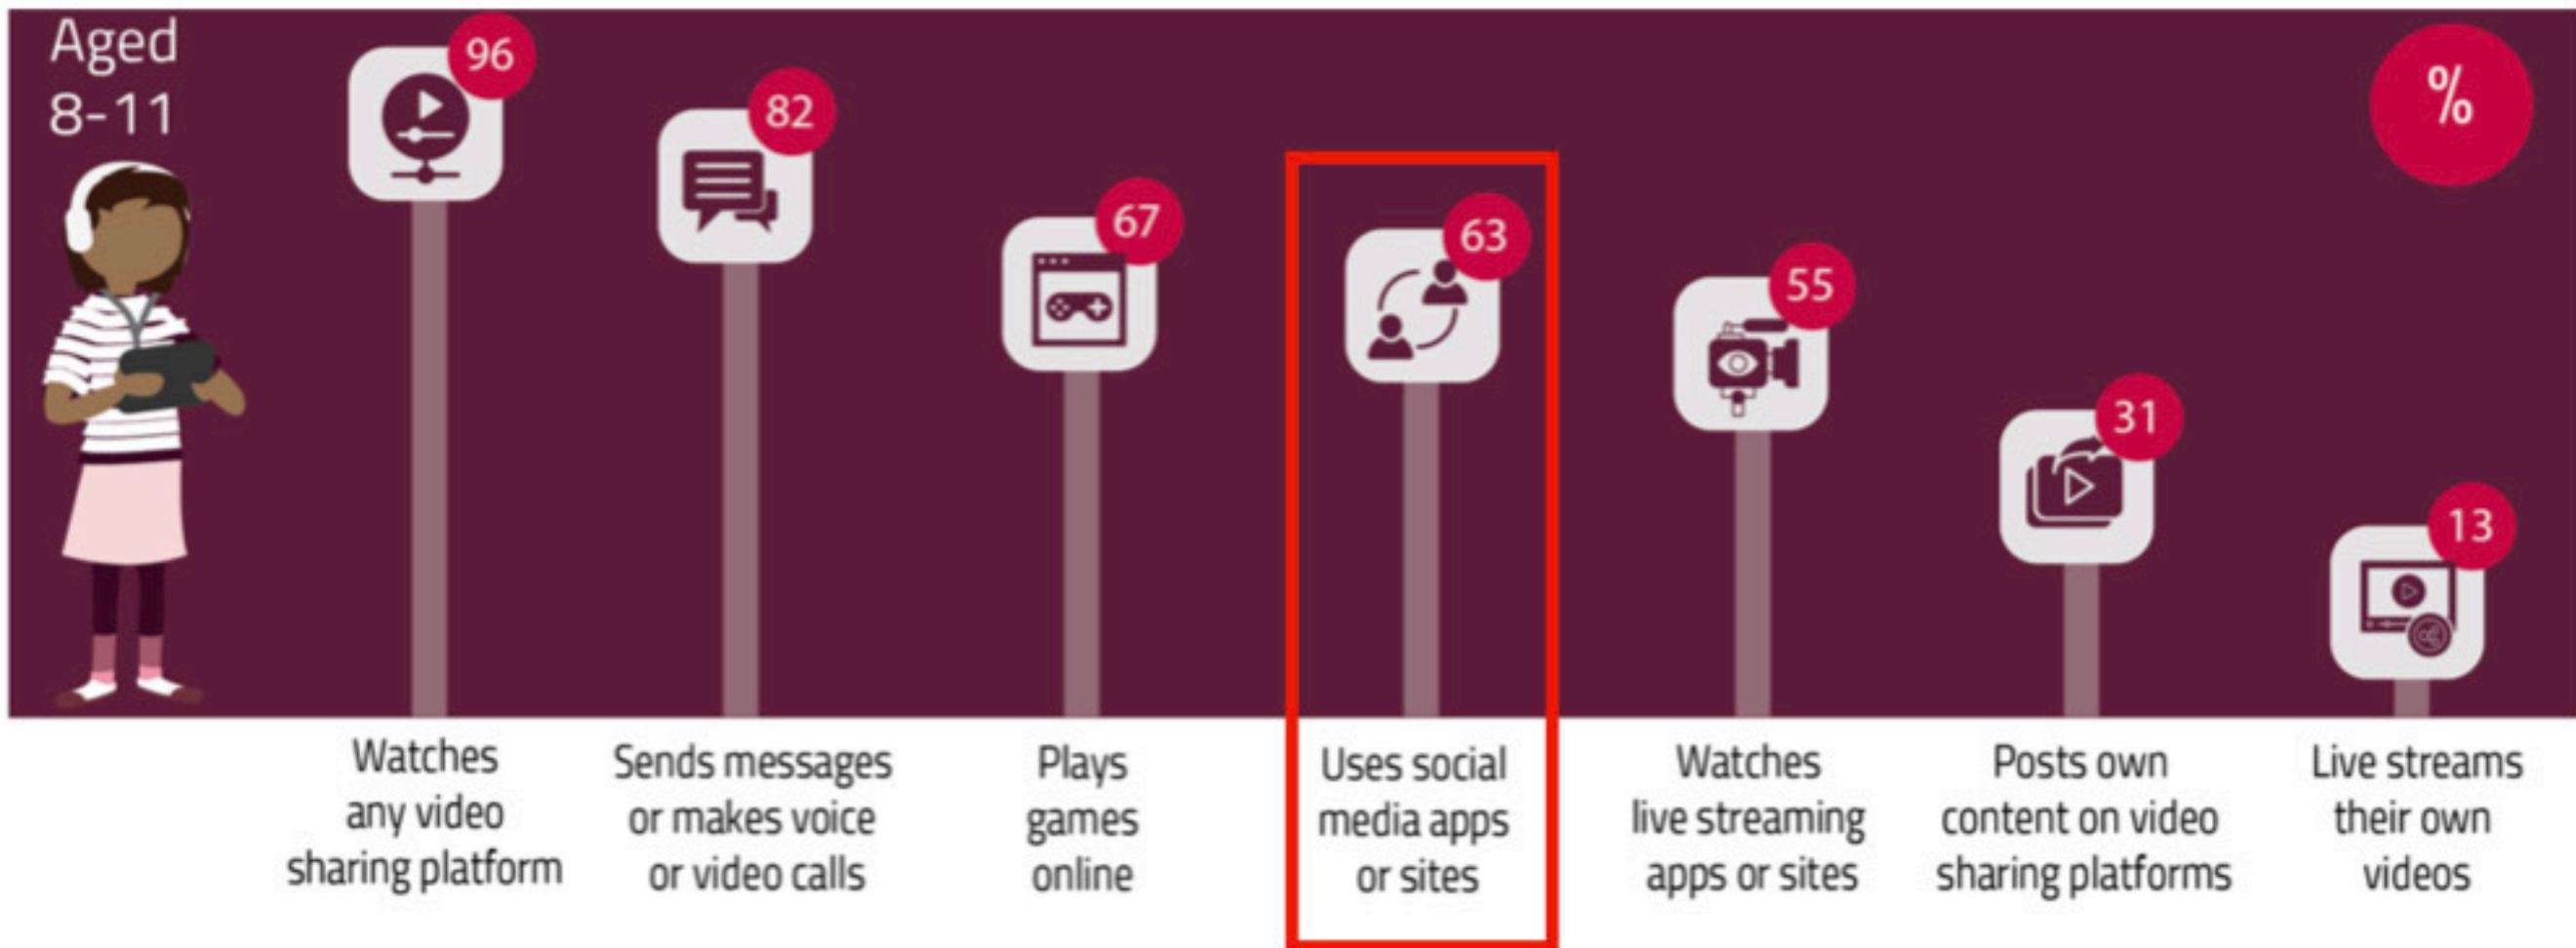 Aged
8-11
96
82
67
63
55
31
13
%
Watches
any video
sharing platform
Sends messages
or makes voice
or video calls
Plays
games
online
Uses social
media apps
or sites
Watches
live streaming
apps or sites
Posts own
content on video
sharing platforms
Live streams
their own
videos